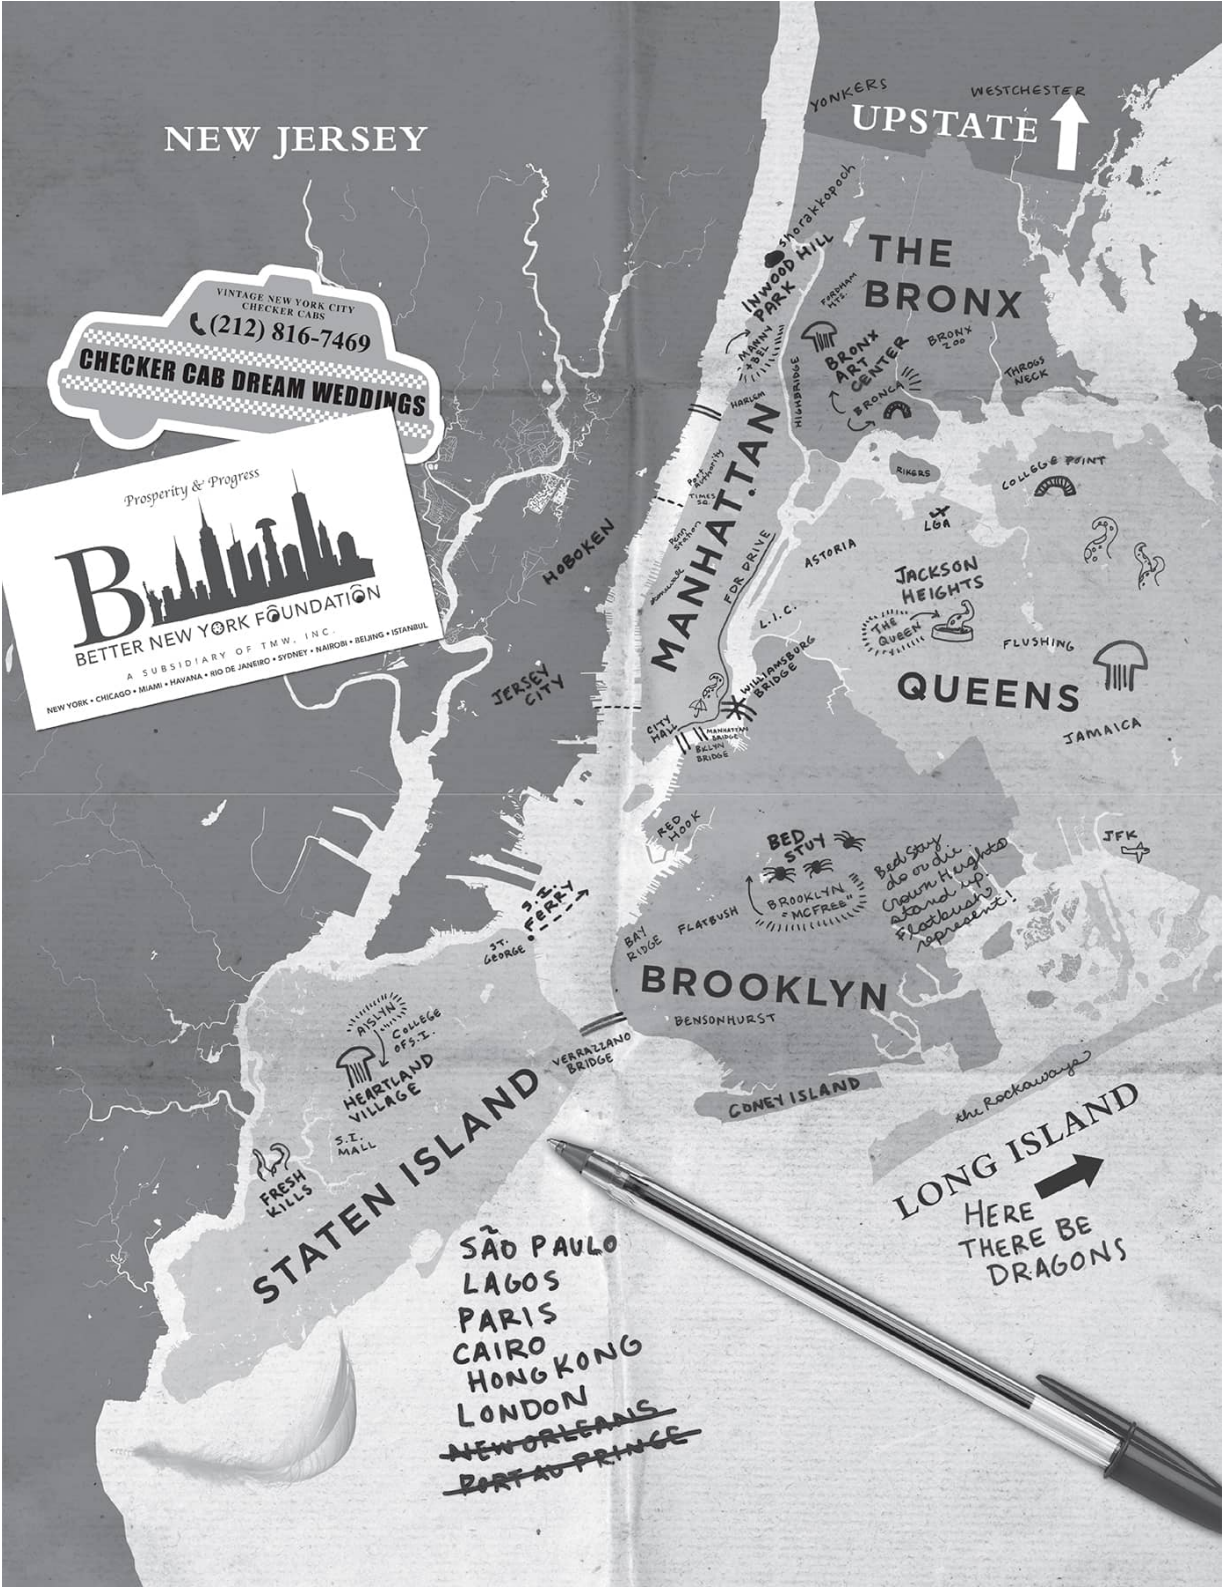 YONKERS
WESTCHESTER
UPSTATE
NEW JERSEY
shorakkopoch
INWOOD HILL
PARK
THE
BRONX
FORDHAM
HTS.
MANNY
+BEL
BRONX
ART
CENTER
BRONX
ZOO
BRONCA
THROGS
NECK
HIGHBRIDGE
HARLEM
VINTAGE NEW YORK CITY
CHECKER CABS
(212) 816-7469
CHECKER CAB DREAM WEDDINGS
Prosperity & Progress
B
BETTER NEW YORK FOUNDATION
A SUBSIDIARY OF TMW, INC.
NEW YORK • CHICAGO • MIAMI • HAVANA • RIO DE JANEIRO • SYDNEY • NAIROBI • BEIJING • ISTANBUL
MANHATTAN
Port
Authority
TIMES
SQ.
Penn
Station
FDR DRIVE
RIKERS
COLLEGE POINT
LGA
HOBOKEN
ASTORIA
JACKSON
HEIGHTS
THE
QUEEN
L.I.C.
FLUSHING
QUEENS
JAMAICA
JERSEY
CITY
WILLIAMSBURG
BRIDGE
CITY
HALL
MANHATTAN
BRIDGE
BKLYN
BRIDGE
RED
HOOK
BED
STUY
BROOKLYN
"MCFREE"
Bed Stuy
do or die.
Crown Heights
stand up.
Flatbush
represent!
JFK
S.I.
FERRY
ST.
GEORGE
FLATBUSH
BAY
RIDGE
BROOKLYN
BENSONHURST
AISLYN
COLLEGE
OF S.I.
HEARTLAND
VILLAGE
VERRAZZANO
BRIDGE
S.I.
MALL
FRESH
KILLS
STATEN ISLAND
CONEY ISLAND
the Rockaways
LONG ISLAND
HERE
THERE BE
DRAGONS
SÃO PAULO
LAGOS
PARIS
CAIRO
HONG KONG
LONDON
NEW ORLEANS
PORT AU PRINCE